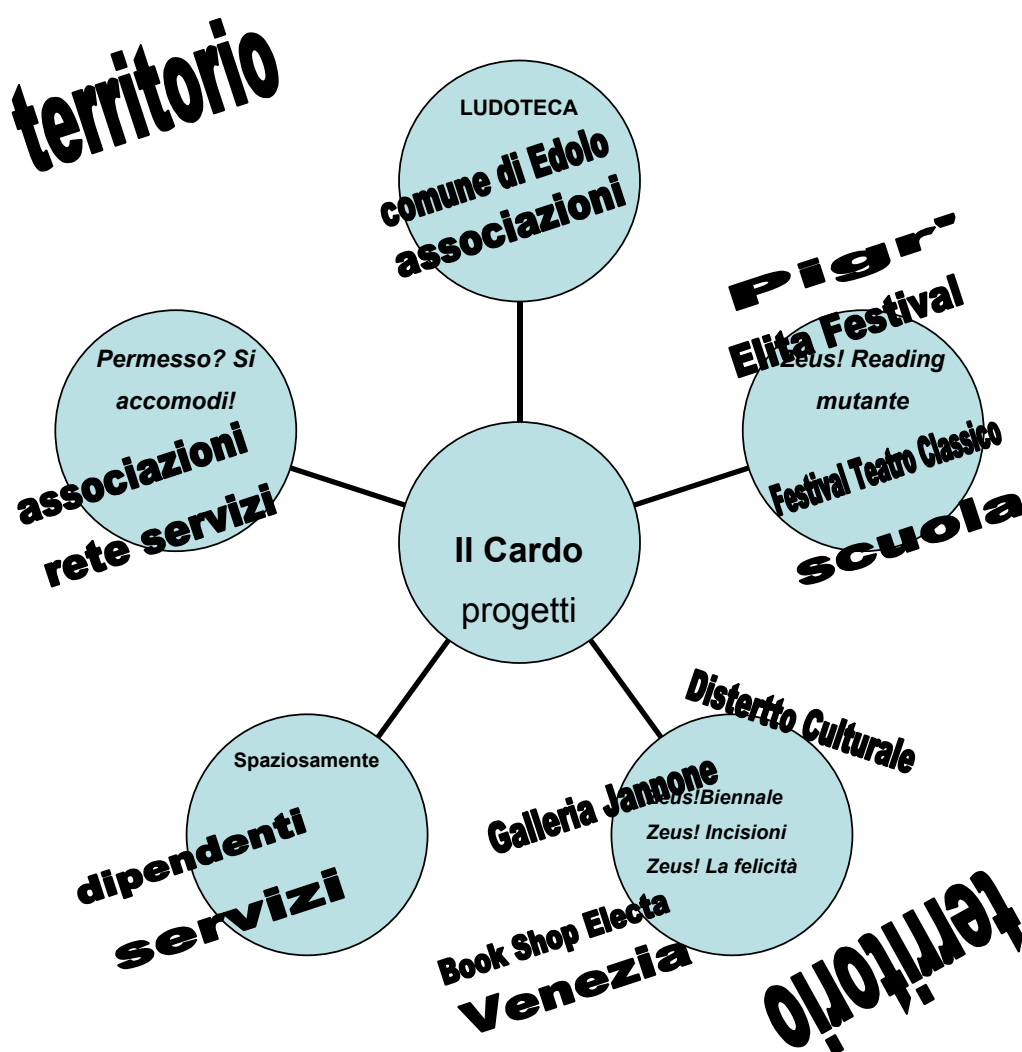 territorio
LUDOTECA
comune di Edolo
associazioni
Pigr'
Elita Festival
Zeus! Reading
mutante
Festival Teatro Classico
scuola
Permesso? Si
accomodi!
associazioni
rete servizi
Il Cardo
progetti
Spaziosamente
dipendenti
servizi
Distertto Culturale
Galleria Jannone
Zeus!Biennale
Zeus! Incisioni
Zeus! La felicità
Book Shop Electa
Venezia
territorio